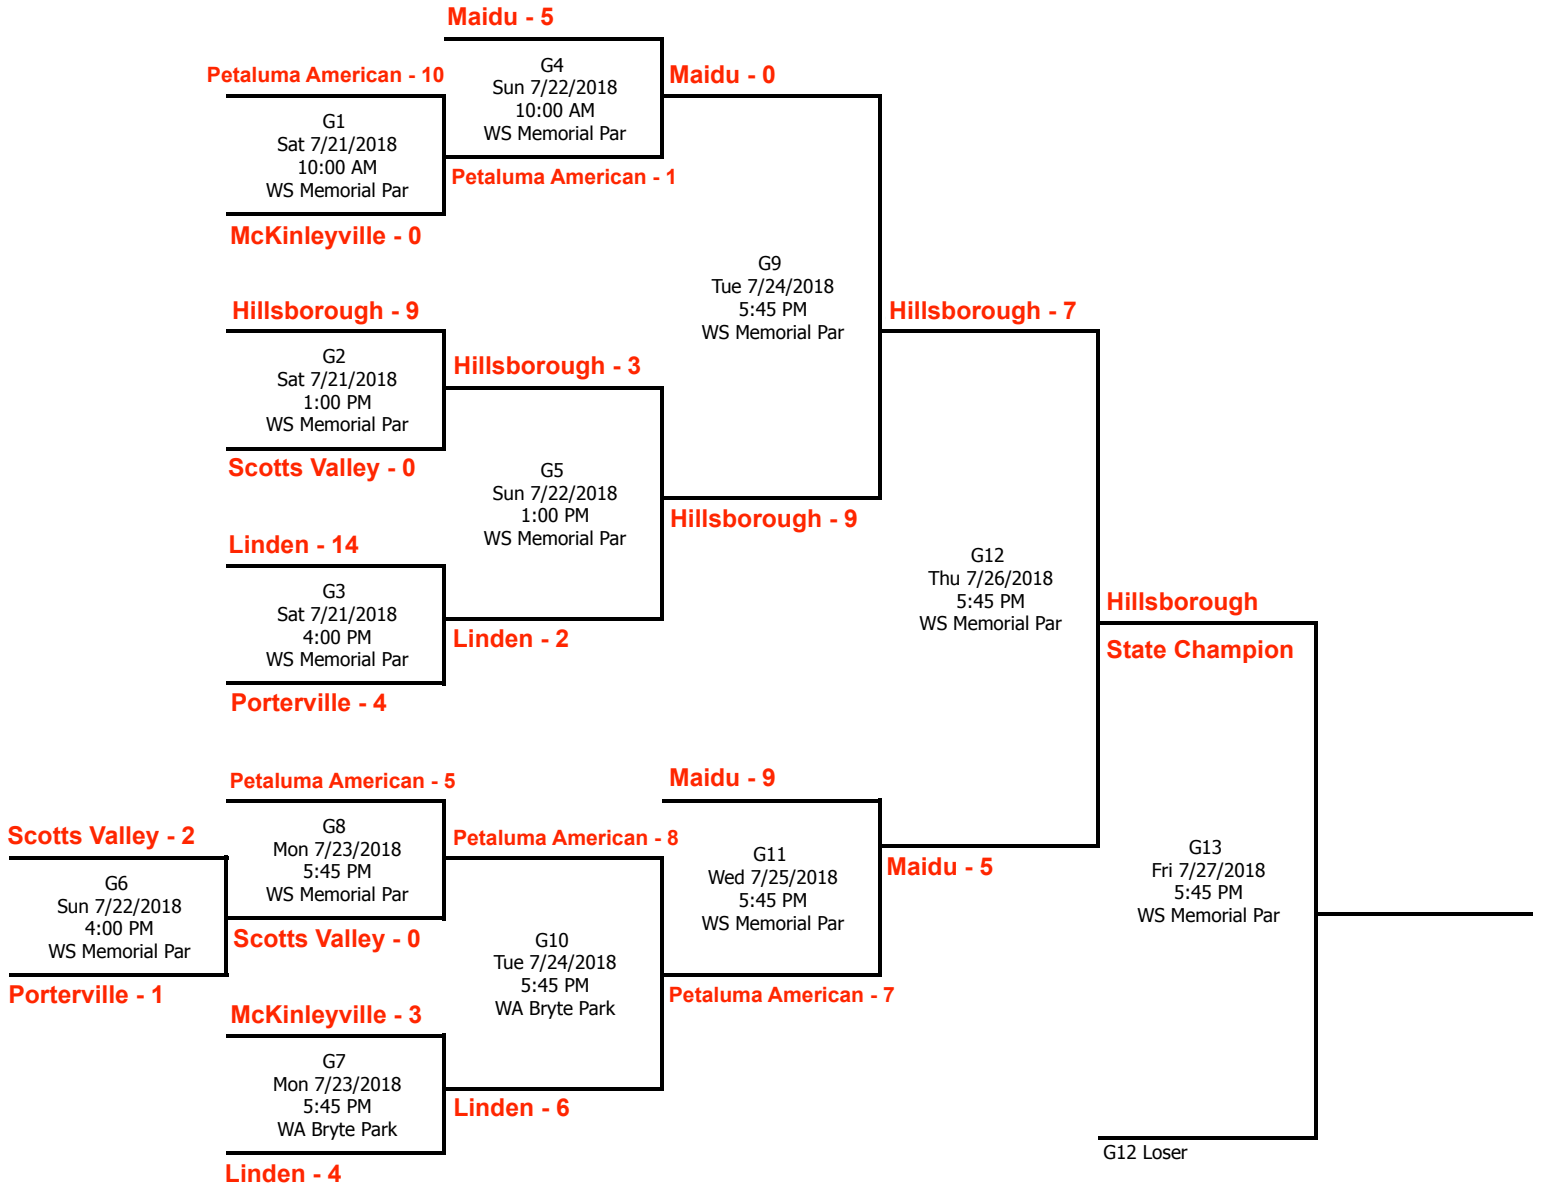 Maidu - 5
Petaluma American - 10
G4
Sun 7/22/2018
10:00 AM
WS Memorial Par
Maidu - 0
G1
Sat 7/21/2018
10:00 AM
WS Memorial Par
Petaluma American - 1
McKinleyville - 0
G9
Tue 7/24/2018
5:45 PM
WS Memorial Par
Hillsborough - 9
Hillsborough - 7
G2
Sat 7/21/2018
1:00 PM
WS Memorial Par
Hillsborough - 3
Scotts Valley - 0
G5
Sun 7/22/2018
1:00 PM
WS Memorial Par
Hillsborough - 9
Linden - 14
G3
Sat 7/21/2018
4:00 PM
WS Memorial Par
Linden - 2
Porterville - 4
G12
Thu 7/26/2018
5:45 PM
WS Memorial Par
Hillsborough
State Champion
Petaluma American - 5
Maidu - 9
Scotts Valley - 2
G8
Mon 7/23/2018
5:45 PM
WS Memorial Par
Petaluma American - 8
G11
Wed 7/25/2018
5:45 PM
WS Memorial Par
Maidu - 5
G13
Fri 7/27/2018
5:45 PM
WS Memorial Par
G6
Sun 7/22/2018
4:00 PM
WS Memorial Par
Scotts Valley - 0
G10
Tue 7/24/2018
5:45 PM
WA Bryte Park
Porterville - 1
Petaluma American - 7
McKinleyville - 3
G7
Mon 7/23/2018
5:45 PM
WA Bryte Park
Linden - 6
Linden - 4
G12 Loser